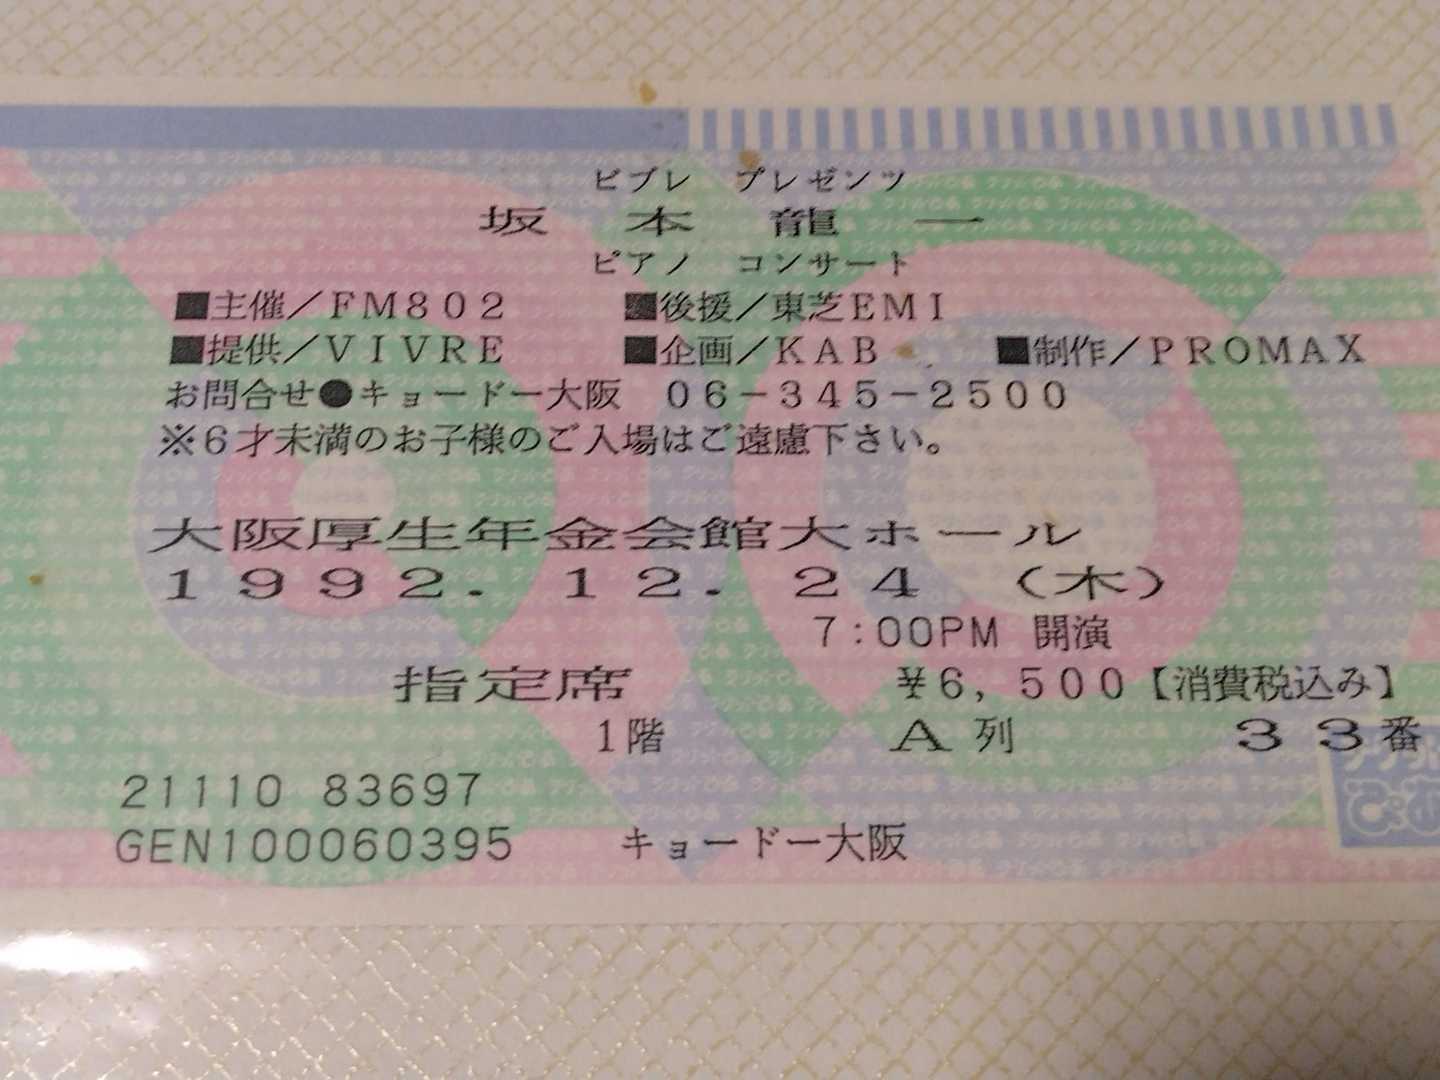 ビブレ　プレゼンツ
坂本龍一
ピアノ　コンサート
■主催／ＦＭ８０２　■後援／東芝ＥＭＩ
■提供／ＶＩＶＲＥ　■企画／ＫＡＢ　■制作／ＰＲＯＭＡＸ
お問合せ●キョードー大阪　０６－３４５－２５００
※６才未満のお子様のご入場はご遠慮下さい。
大阪厚生年金会館大ホール
１９９２．１２．２４（木）
7:00PM 開演
指定席　￥６，５００【消費税込み】
1階　Ａ列　３３番
21110 83697
GEN100060395　キョードー大阪